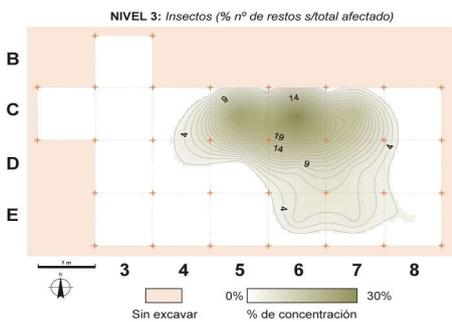 NIVEL 3: Insectos (% nº de restos s/total afectado)
B
C
D
E
9
14
4
19
14
9
4
4
1 m
N
3 4 5 6 7 8
0% 30%
Sin excavar % de concentración